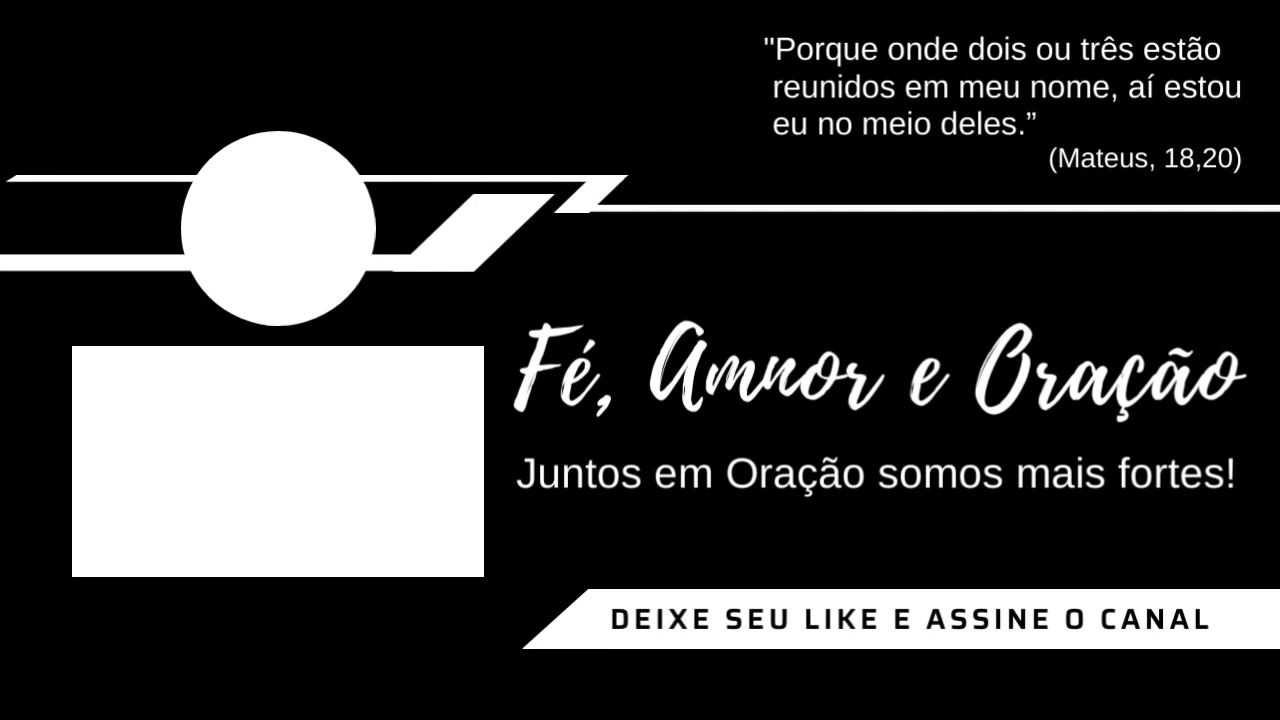 "Porque onde dois ou três estão
reunidos em meu nome, aí estou
eu no meio deles.”
(Mateus, 18,20)
Fé, Amnor e Oração
Juntos em Oração somos mais fortes!
DEIXE SEU LIKE E ASSINE O CANAL